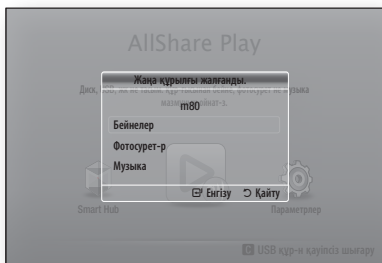 AllShare Play
Жаңа құрылғы жалғанды.
m80
Бейнелер
Фотосурет-р
Музыка
Енгізу Қайту
Smart Hub Параметрлер
C USB құр-н қауіпсіз шығару